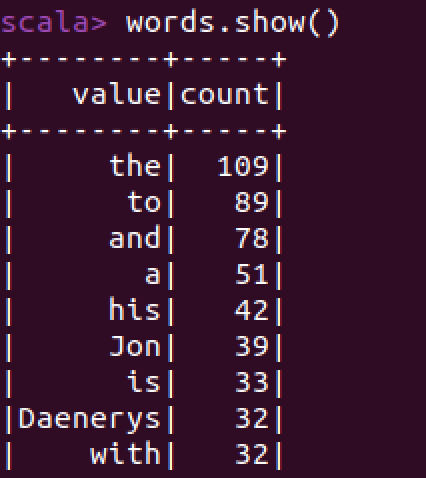 scala> words.show()
+--------+-----+
|   value|count|
+--------+-----+
|     the|  109|
|      to|   89|
|     and|   78|
|       a|   51|
|     his|   42|
|     Jon|   39|
|      is|   33|
|Daenerys|   32|
|    with|   32|